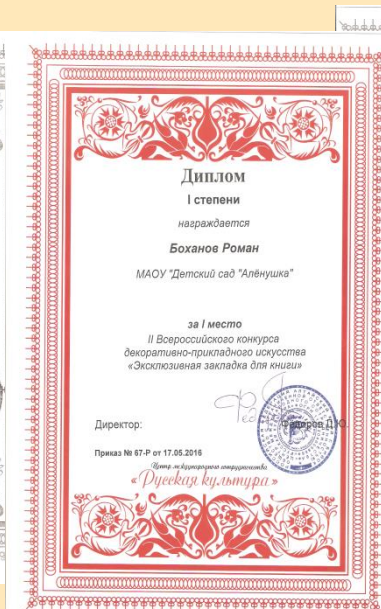 Диплом
I степени
награждается
Боханов Роман
МАОУ "Детский сад "Алёнушка"
за I место
II Всероссийского конкурса
декоративно-прикладного искусства
«Эксклюзивная закладка для книги»
Директор: Федоров Д.Ю.
Приказ № 67-Р от 17.05.2016
Центр международного сотрудничества
«Русская культура»